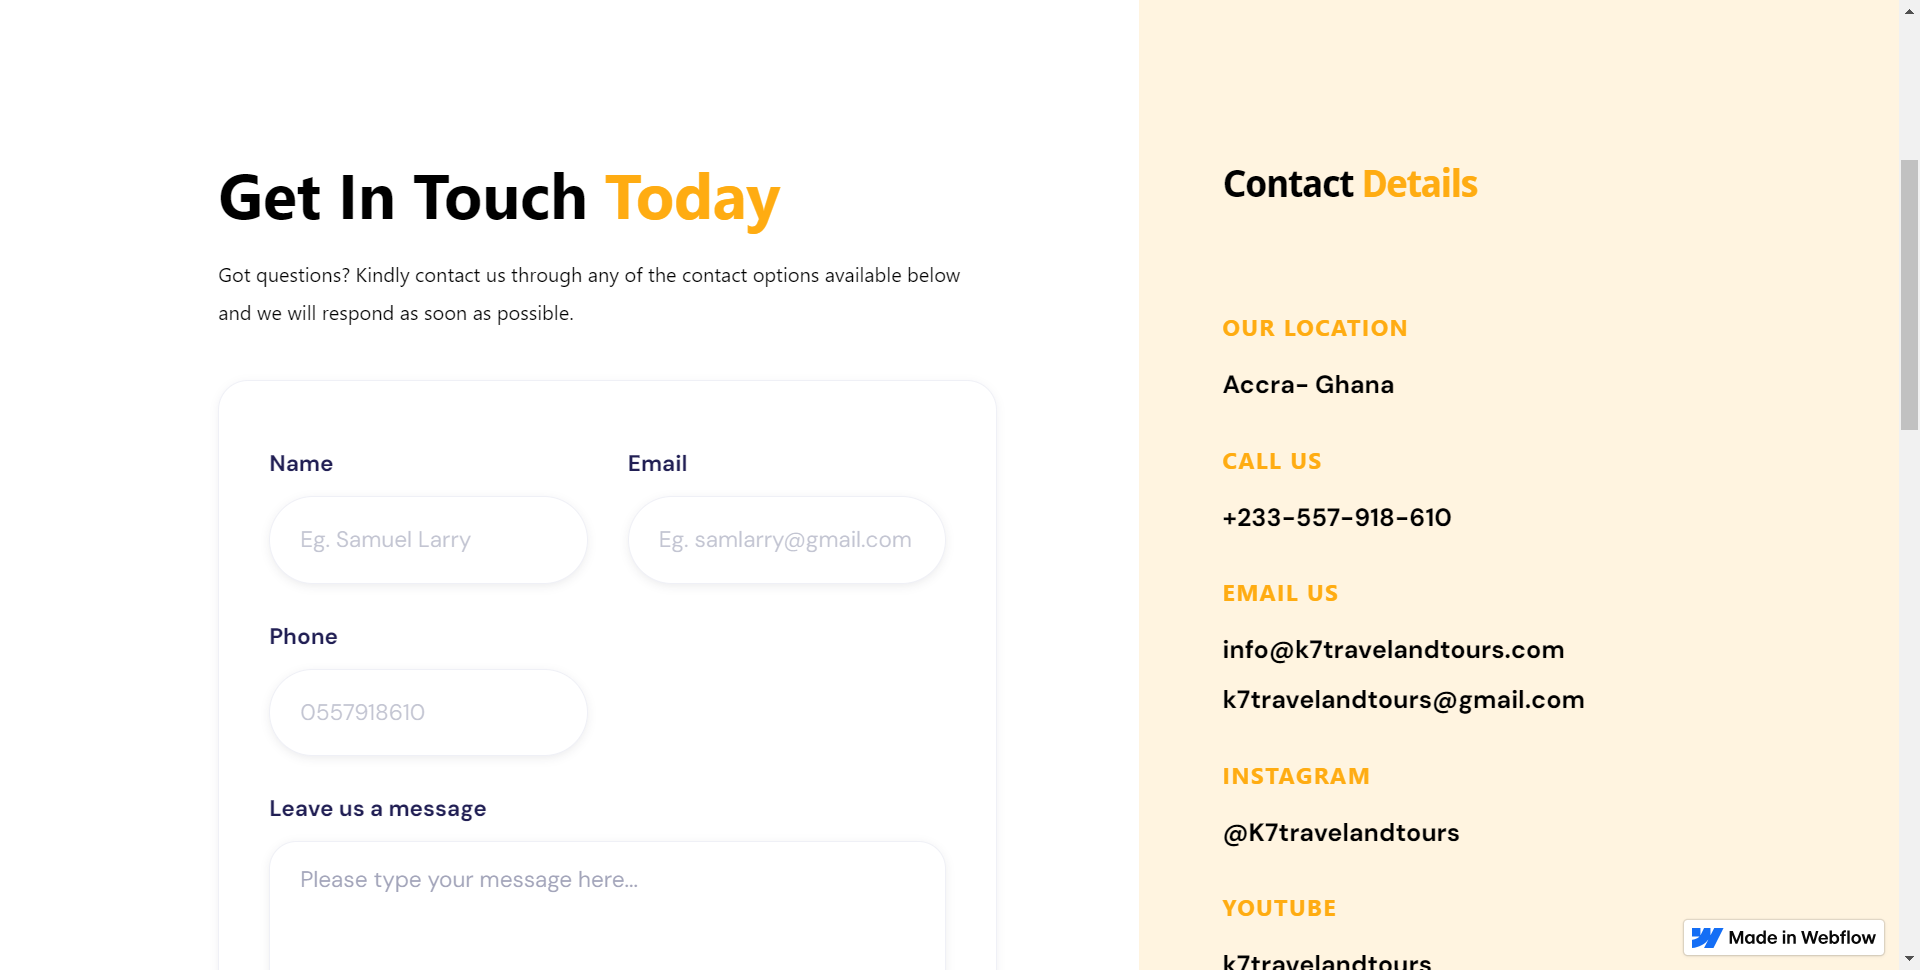 Get In Touch Today
Got questions? Kindly contact us through any of the contact options available below
and we will respond as soon as possible.
Name
Email
Eg. Samuel Larry
Eg. samlarry@gmail.com
Phone
0557918610
Leave us a message
Please type your message here...
Contact Details
OUR LOCATION
Accra- Ghana
CALL US
+233-557-918-610
EMAIL US
info@k7travelandtours.com
k7travelandtours@gmail.com
INSTAGRAM
@K7travelandtours
YOUTUBE
k7travelandtours
Made in Webflow